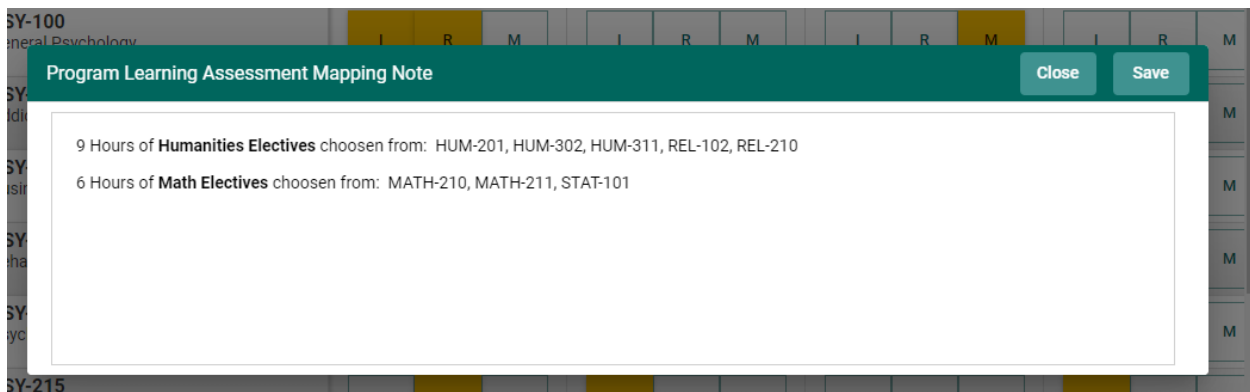 SY-100
eneral Psychology
I R M I R M I R M I R M
Program Learning Assessment Mapping Note
Close Save
9 Hours of Humanities Electives choosen from: HUM-201, HUM-302, HUM-311, REL-102, REL-210
6 Hours of Math Electives choosen from: MATH-210, MATH-211, STAT-101
M
M
M
M
SY-215